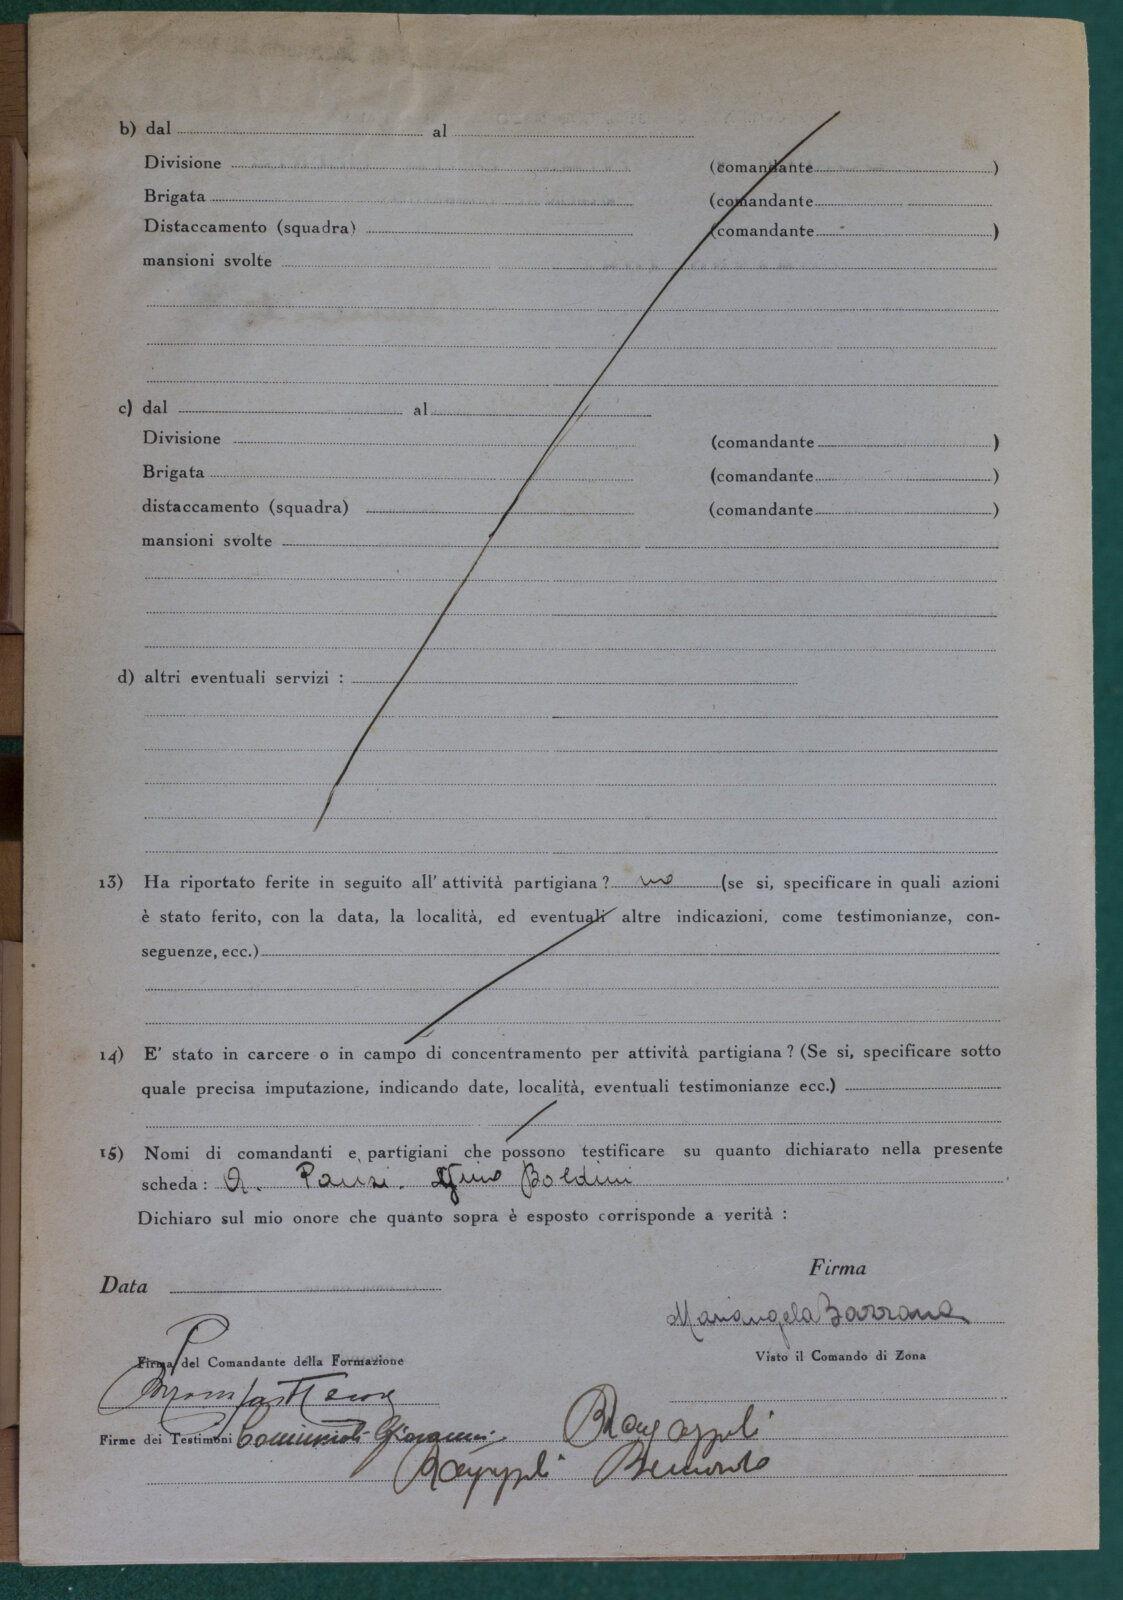 b) dal al
Divisione (comandante )
Brigata (comandante
Distaccamento (squadra) (comandante )
mansioni svolte
c) dal al
Divisione (comandante )
Brigata (comandante )
distaccamento (squadra) (comandante )
mansioni svolte
d) altri eventuali servizi :
13) Ha riportato ferite in seguito all' attività partigiana ? no (se si, specificare in quali azioni
è stato ferito, con la data, la località, ed eventuali altre indicazioni, come testimonianze, con-
seguenze, ecc.)
14) E' stato in carcere o in campo di concentramento per attività partigiana ? (Se si, specificare sotto
quale precisa imputazione, indicando date, località, eventuali testimonianze ecc.)
15) Nomi di comandanti e partigiani che possono testificare su quanto dichiarato nella presente
scheda : Boldini
Dichiaro sul mio onore che quanto sopra è esposto corrisponde a verità :
Firma
Data
Mariangela Barrana
Firma del Comandante della Formazione Visto il Comando di Zona
Firme dei Testimoni Giovanni